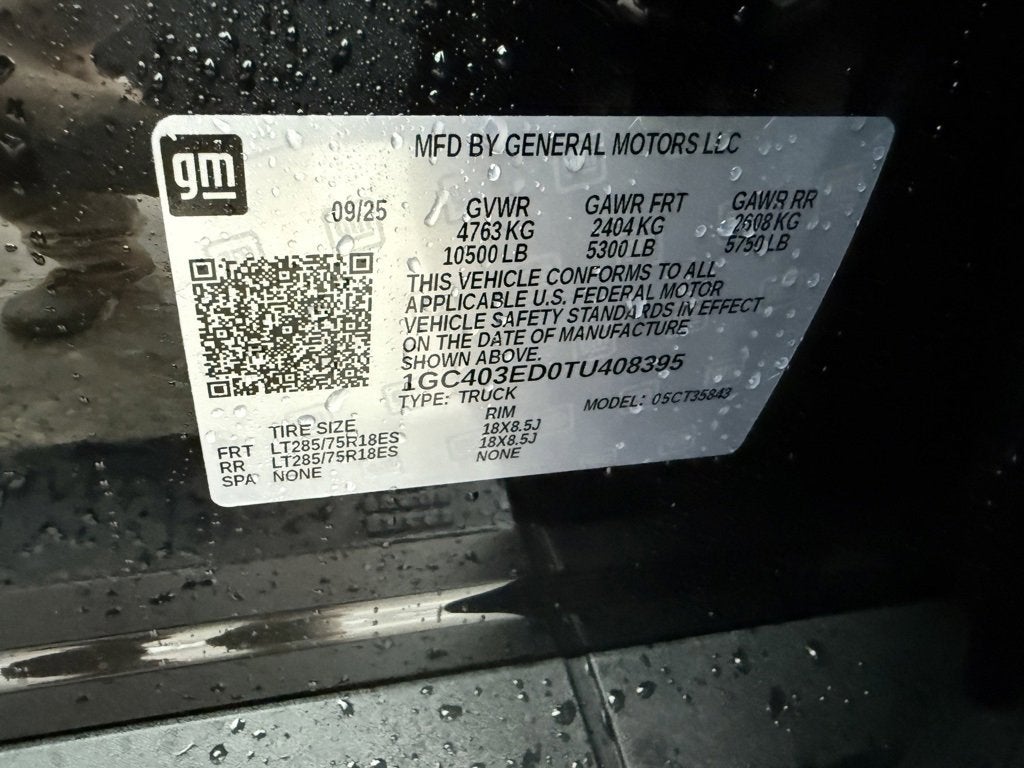 gm
MFD BY GENERAL MOTORS LLC
09/25
GVWR GAWR FRT GAWR RR
4763 KG 2404 KG 2608 KG
10500 LB 5300 LB 5750 LB
THIS VEHICLE CONFORMS TO ALL
APPLICABLE U.S. FEDERAL MOTOR
VEHICLE SAFETY STANDARDS IN EFFECT
ON THE DATE OF MANUFACTURE
SHOWN ABOVE.
1GC403ED0TU408395
TYPE: TRUCK MODEL: 05CT35843
TIRE SIZE RIM
FRT LT285/75R18ES 18X8.5J
RR LT285/75R18ES 18X8.5J
SPA NONE NONE